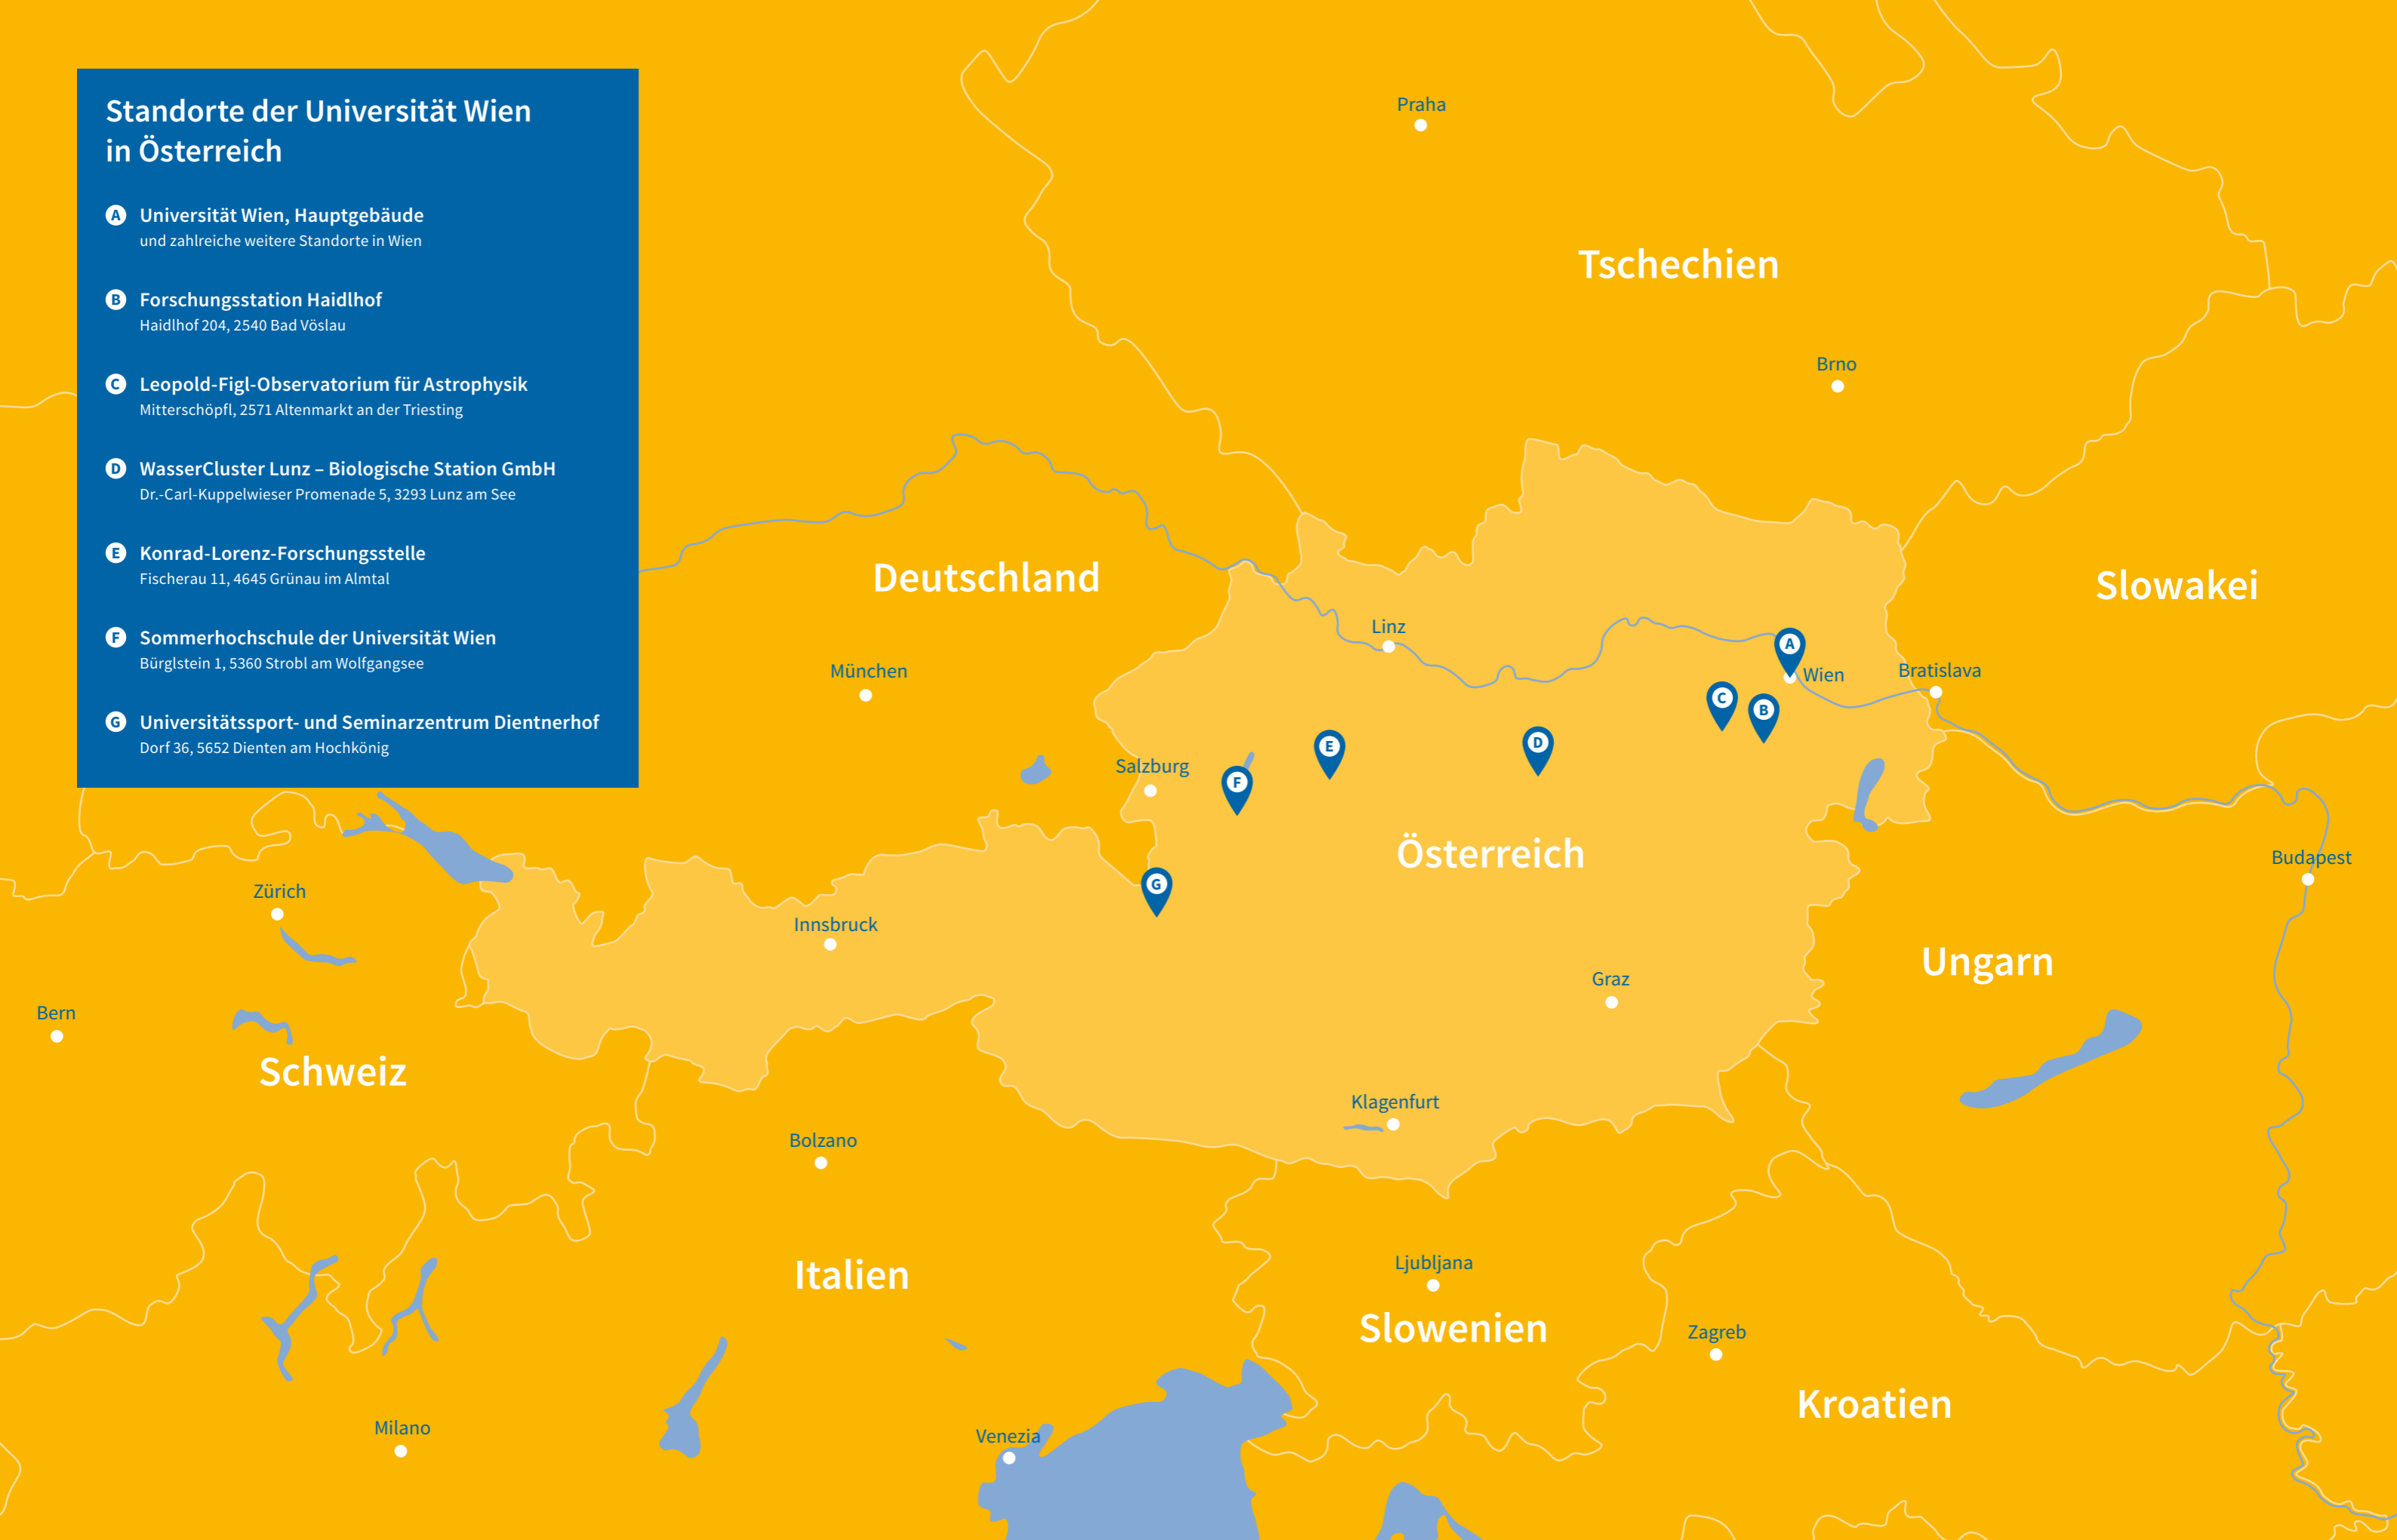 Standorte der Universität Wien
in Österreich
A Universität Wien, Hauptgebäude
und zahlreiche weitere Standorte in Wien
B Forschungsstation Haidlhof
Haidlhof 204, 2540 Bad Vöslau
C Leopold-Figl-Observatorium für Astrophysik
Mitterschöpfl, 2571 Altenmarkt an der Triesting
D WasserCluster Lunz – Biologische Station GmbH
Dr.-Carl-Kuppelwieser Promenade 5, 3293 Lunz am See
E Konrad-Lorenz-Forschungsstelle
Fischerau 11, 4645 Grünau im Almtal
F Sommerhochschule der Universität Wien
Bürglstein 1, 5360 Strobl am Wolfgangsee
G Universitätssport- und Seminarzentrum Dientnerhof
Dorf 36, 5652 Dienten am Hochkönig
Praha
Tschechien
Brno
Deutschland
Slowakei
Linz
A
Wien
Bratislava
München
C
B
E
D
Salzburg
F
Österreich
Budapest
G
Zürich
Innsbruck
Ungarn
Graz
Bern
Schweiz
Klagenfurt
Bolzano
Ljubljana
Italien
Slowenien
Zagreb
Kroatien
Milano
Venezia